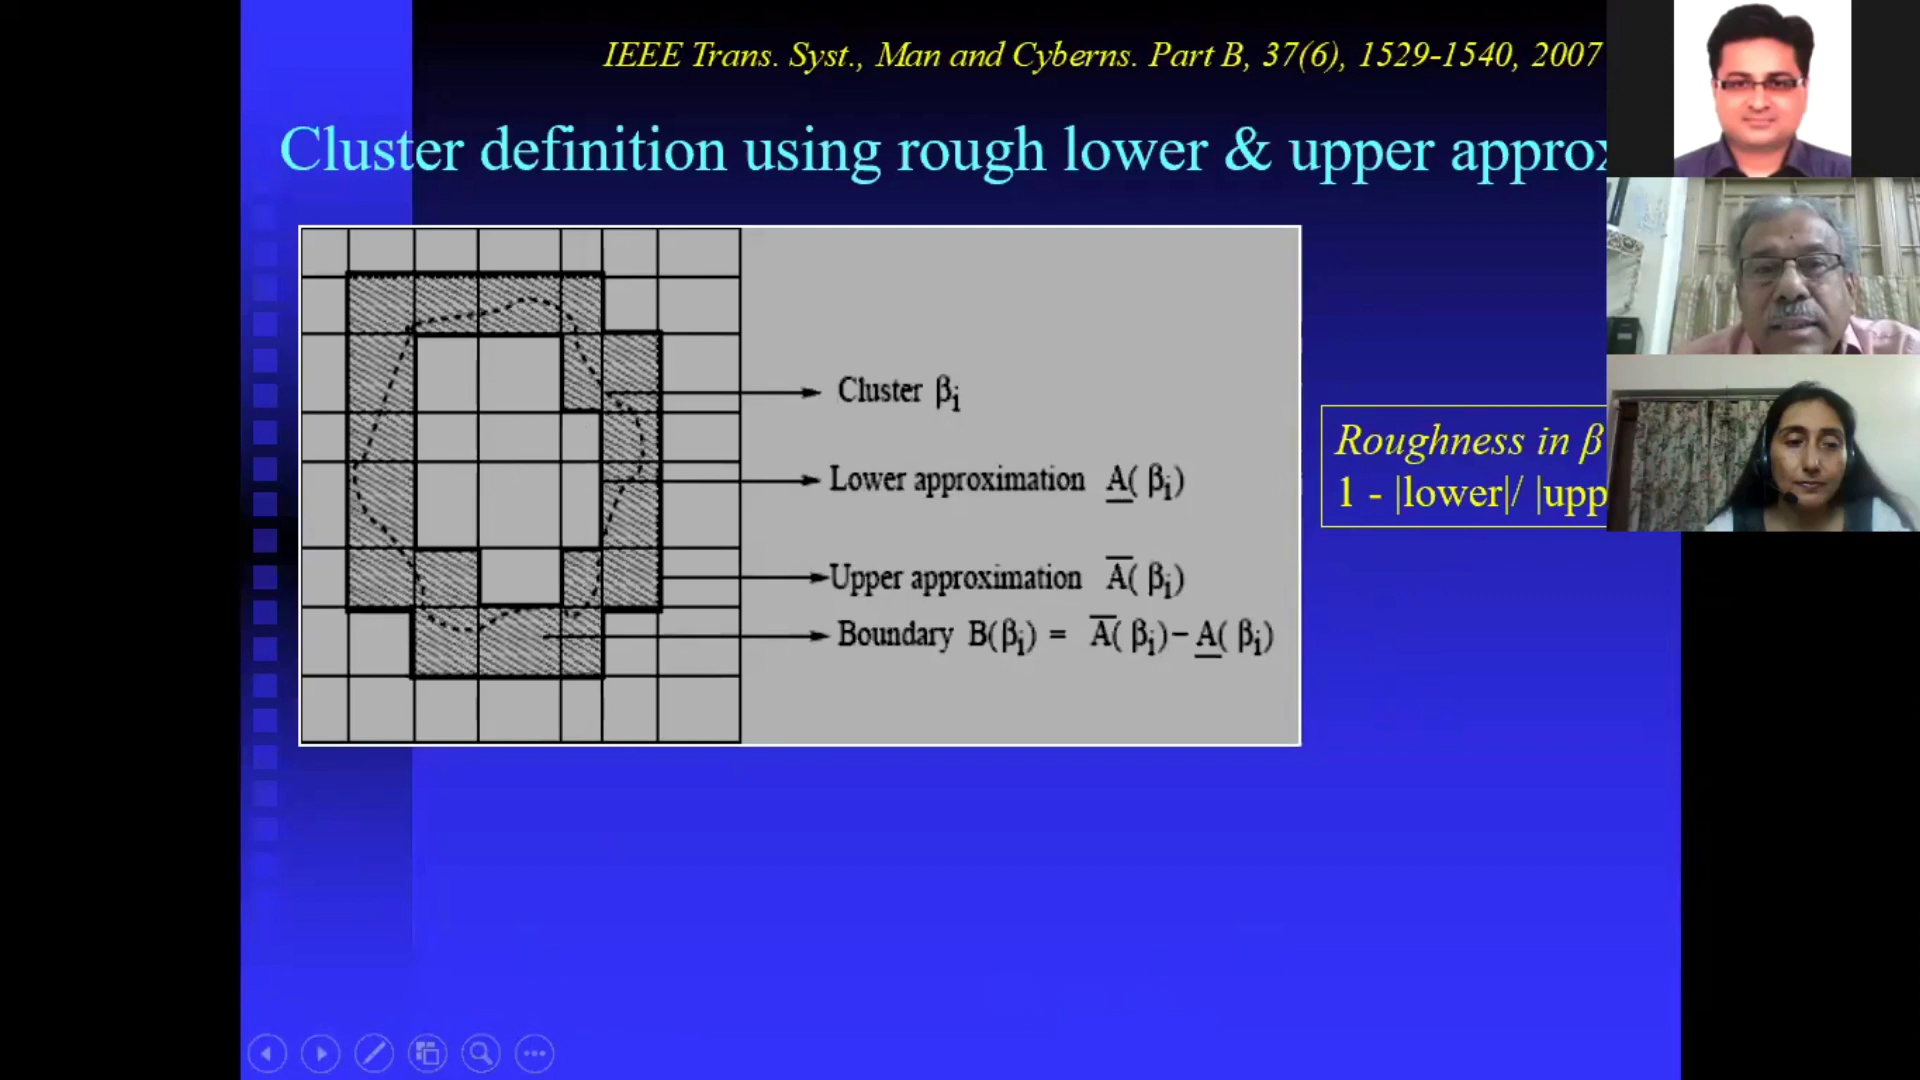 IEEE Trans. Syst., Man and Cyberns. Part B, 37(6), 1529-1540, 2007
Cluster definition using rough lower & upper approx
Cluster βi
Lower approximation A̲( βi)
Upper approximation A̅( βi)
Boundary B(βi) = A̅( βi)− A̲( βi)
Roughness in β
1 - |lower|/ |upp